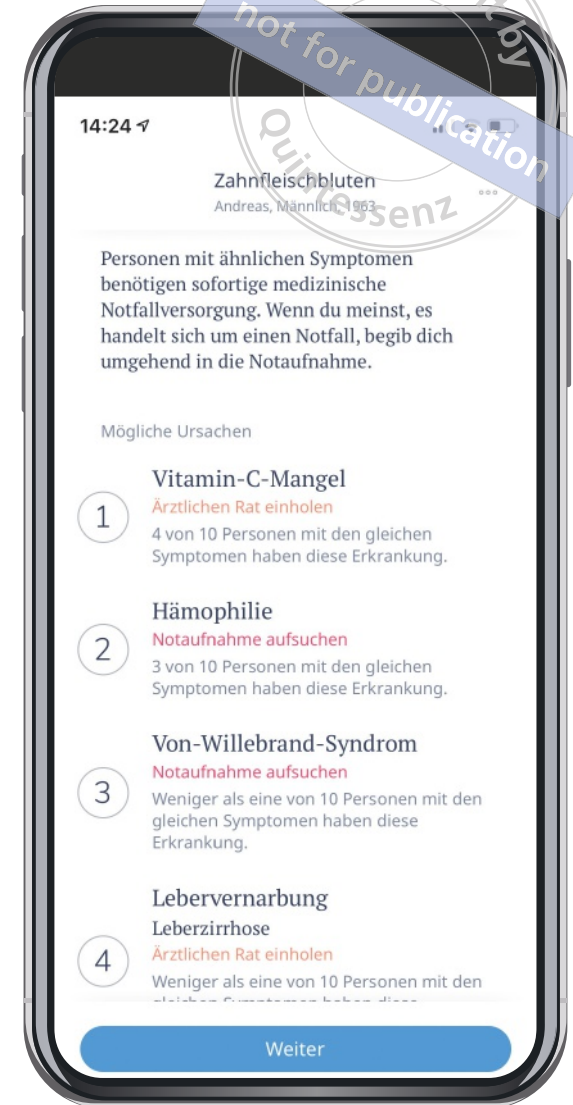 by
not for publication
Quintessenz
14:24
Zahnfleischbluten
Andreas, Männlich, 1963
Personen mit ähnlichen Symptomen
benötigen sofortige medizinische
Notfallversorgung. Wenn du meinst, es
handelt sich um einen Notfall, begib dich
umgehend in die Notaufnahme.
Mögliche Ursachen
1
Vitamin-C-Mangel
Ärztlichen Rat einholen
4 von 10 Personen mit den gleichen
Symptomen haben diese Erkrankung.
2
Hämophilie
Notaufnahme aufsuchen
3 von 10 Personen mit den gleichen
Symptomen haben diese Erkrankung.
3
Von-Willebrand-Syndrom
Notaufnahme aufsuchen
Weniger als eine von 10 Personen mit den
gleichen Symptomen haben diese
Erkrankung.
4
Lebervernarbung
Leberzirrhose
Ärztlichen Rat einholen
Weniger als eine von 10 Personen mit den
gleichen Symptomen haben diese
Weiter